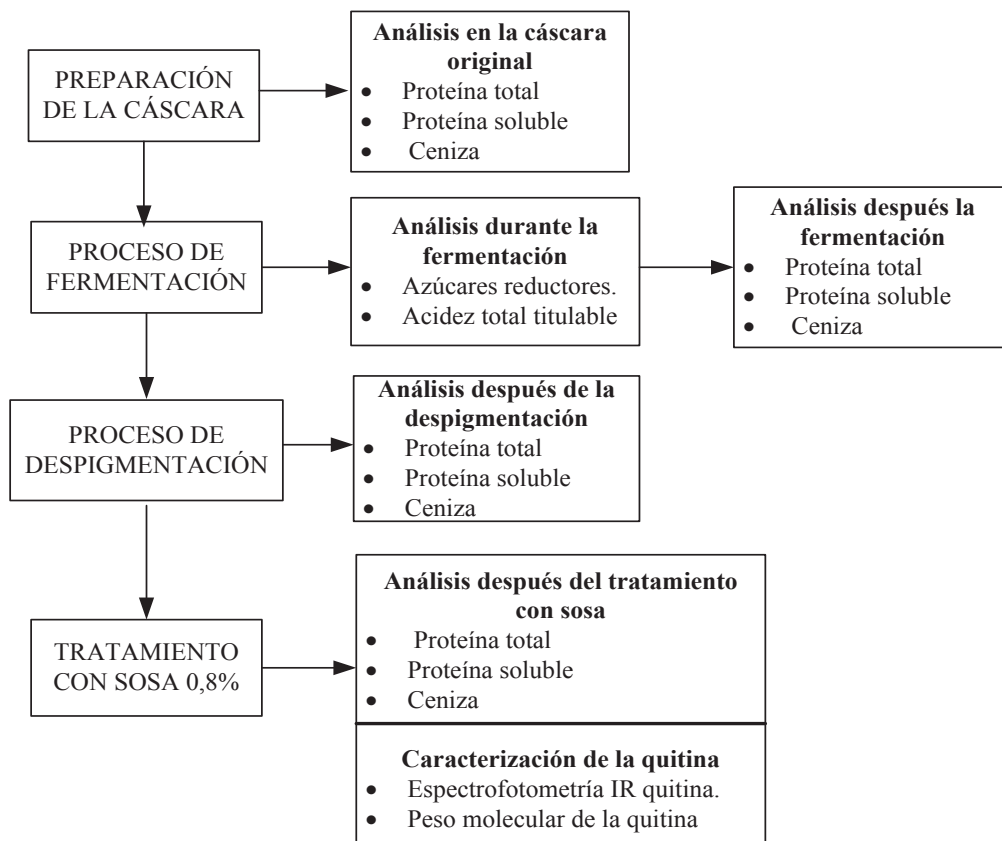 PREPARACIÓN
DE LA CÁSCARA
Análisis en la cáscara
original
• Proteína total
• Proteína soluble
• Ceniza
PROCESO DE
FERMENTACIÓN
Análisis durante la
fermentación
• Azúcares reductores.
• Acidez total titulable
Análisis después la
fermentación
• Proteína total
• Proteína soluble
• Ceniza
PROCESO DE
DESPIGMENTACIÓN
Análisis después de la
despigmentación
• Proteína total
• Proteína soluble
• Ceniza
TRATAMIENTO
CON SOSA 0,8%
Análisis después del tratamiento
con sosa
• Proteína total
• Proteína soluble
• Ceniza
Caracterización de la quitina
• Espectrofotometría IR quitina.
• Peso molecular de la quitina